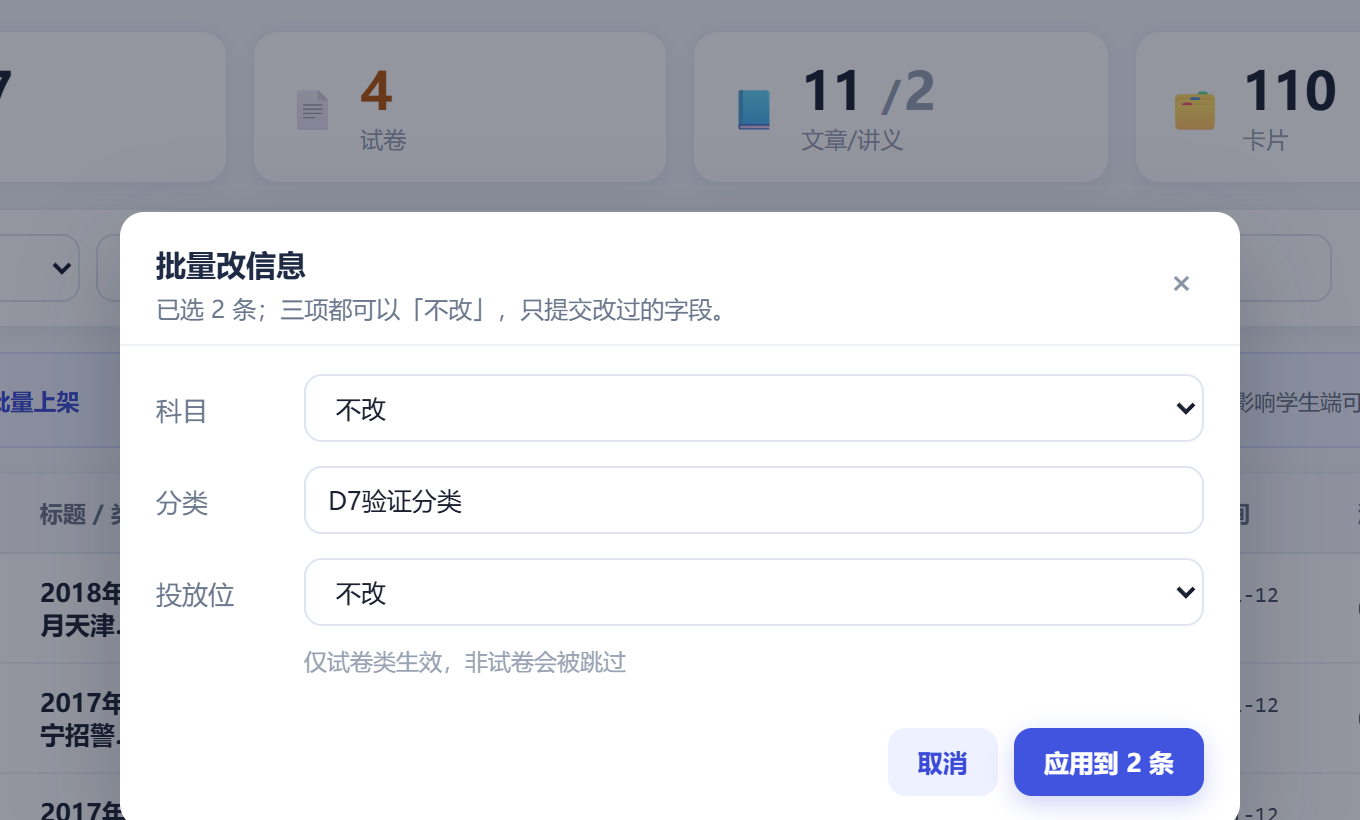 7
4
试卷
11 /2
文章/讲义
110
卡片
批量改信息
已选 2 条；三项都可以「不改」，只提交改过的字段。
×
批量上架
影响学生端可
科目
不改
分类
D7验证分类
投放位
不改
仅试卷类生效，非试卷会被跳过
标题 / 类
间
2018年
月天津.
-12
2017年
宁招警.
-12
2017年
-12
取消
应用到 2 条